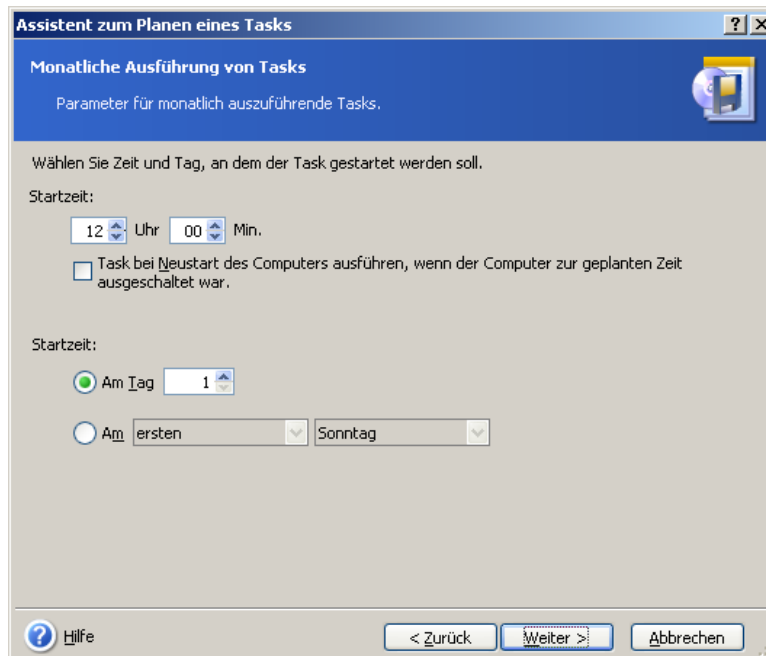 Assistent zum Planen eines Tasks
Monatliche Ausführung von Tasks
Parameter für monatlich auszuführende Tasks.
Wählen Sie Zeit und Tag, an dem der Task gestartet werden soll.
Startzeit:
12 Uhr 00 Min.
Task bei Neustart des Computers ausführen, wenn der Computer zur geplanten Zeit
ausgeschaltet war.
Startzeit:
Am Tag 1
Am ersten Sonntag
Hilfe < Zurück Weiter > Abbrechen